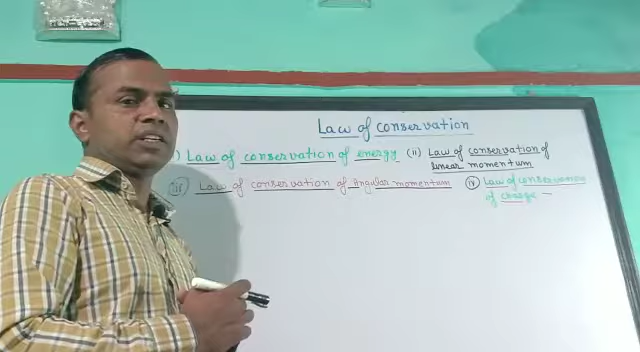 Law of conservation
i) Law of conservation of energy (ii) Law of conservation of
linear momentum
(iii) Law of conservation of Angular momentum (iv) Law of conservation
of charge –